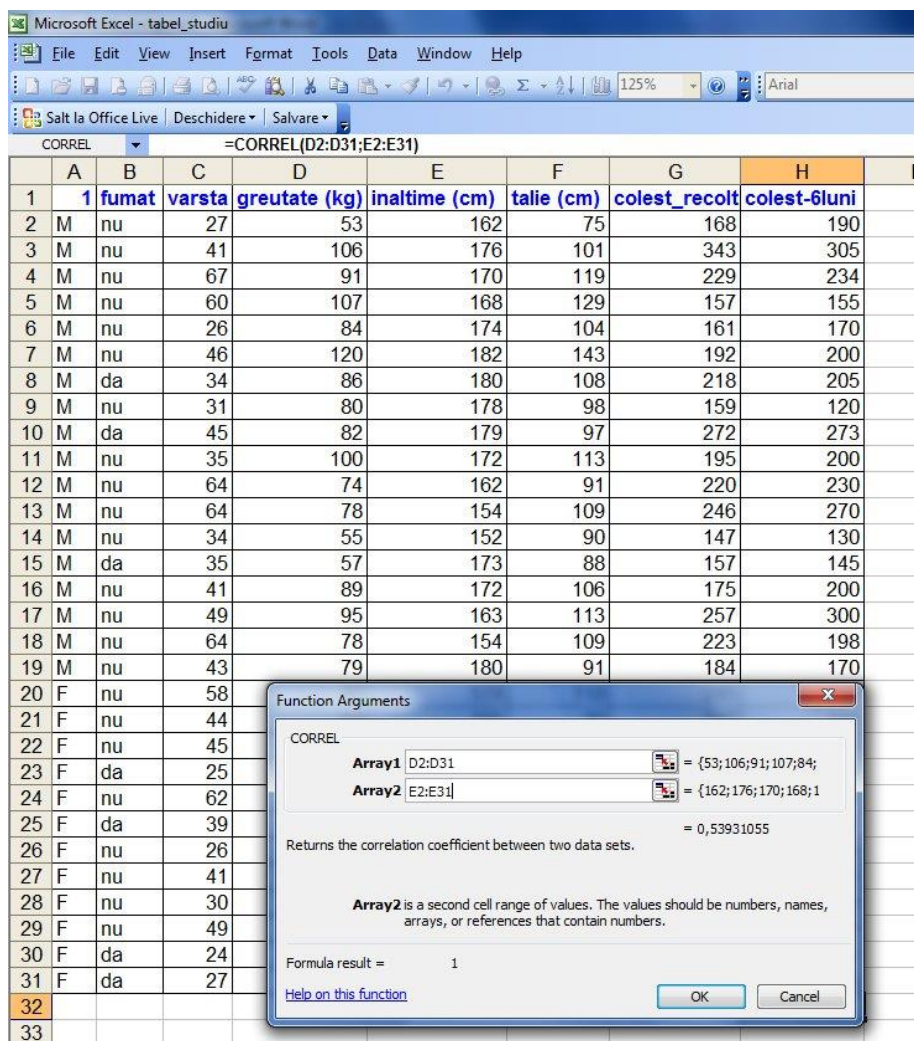 Microsoft Excel - tabel_studiu
File Edit View Insert Format Tools Data Window Help
125% Arial
Salt la Office Live Deschidere Salvare
CORREL =CORREL(D2:D31;E2:E31)
A B C D E F G H
1 1 fumat varsta greutate (kg) inaltime (cm) talie (cm) colest_recolt colest-6luni
2 M nu 27 53 162 75 168 190
3 M nu 41 106 176 101 343 305
4 M nu 67 91 170 119 229 234
5 M nu 60 107 168 129 157 155
6 M nu 26 84 174 104 161 170
7 M nu 46 120 182 143 192 200
8 M da 34 86 180 108 218 205
9 M nu 31 80 178 98 159 120
10 M da 45 82 179 97 272 273
11 M nu 35 100 172 113 195 200
12 M nu 64 74 162 91 220 230
13 M nu 64 78 154 109 246 270
14 M nu 34 55 152 90 147 130
15 M da 35 57 173 88 157 145
16 M nu 41 89 172 106 175 200
17 M nu 49 95 163 113 257 300
18 M nu 64 78 154 109 223 198
19 M nu 43 79 180 91 184 170
20 F nu 58
21 F nu 44
22 F nu 45
23 F da 25
24 F nu 62
25 F da 39
26 F nu 26
27 F nu 41
28 F nu 30
29 F nu 49
30 F da 24
31 F da 27
32
33
Function Arguments
CORREL
Array1 D2:D31 = {53;106;91;107;84;
Array2 E2:E31 = {162;176;170;168;1
= 0,53931055
Returns the correlation coefficient between two data sets.
Array2 is a second cell range of values. The values should be numbers, names,
arrays, or references that contain numbers.
Formula result = 1
Help on this function OK Cancel